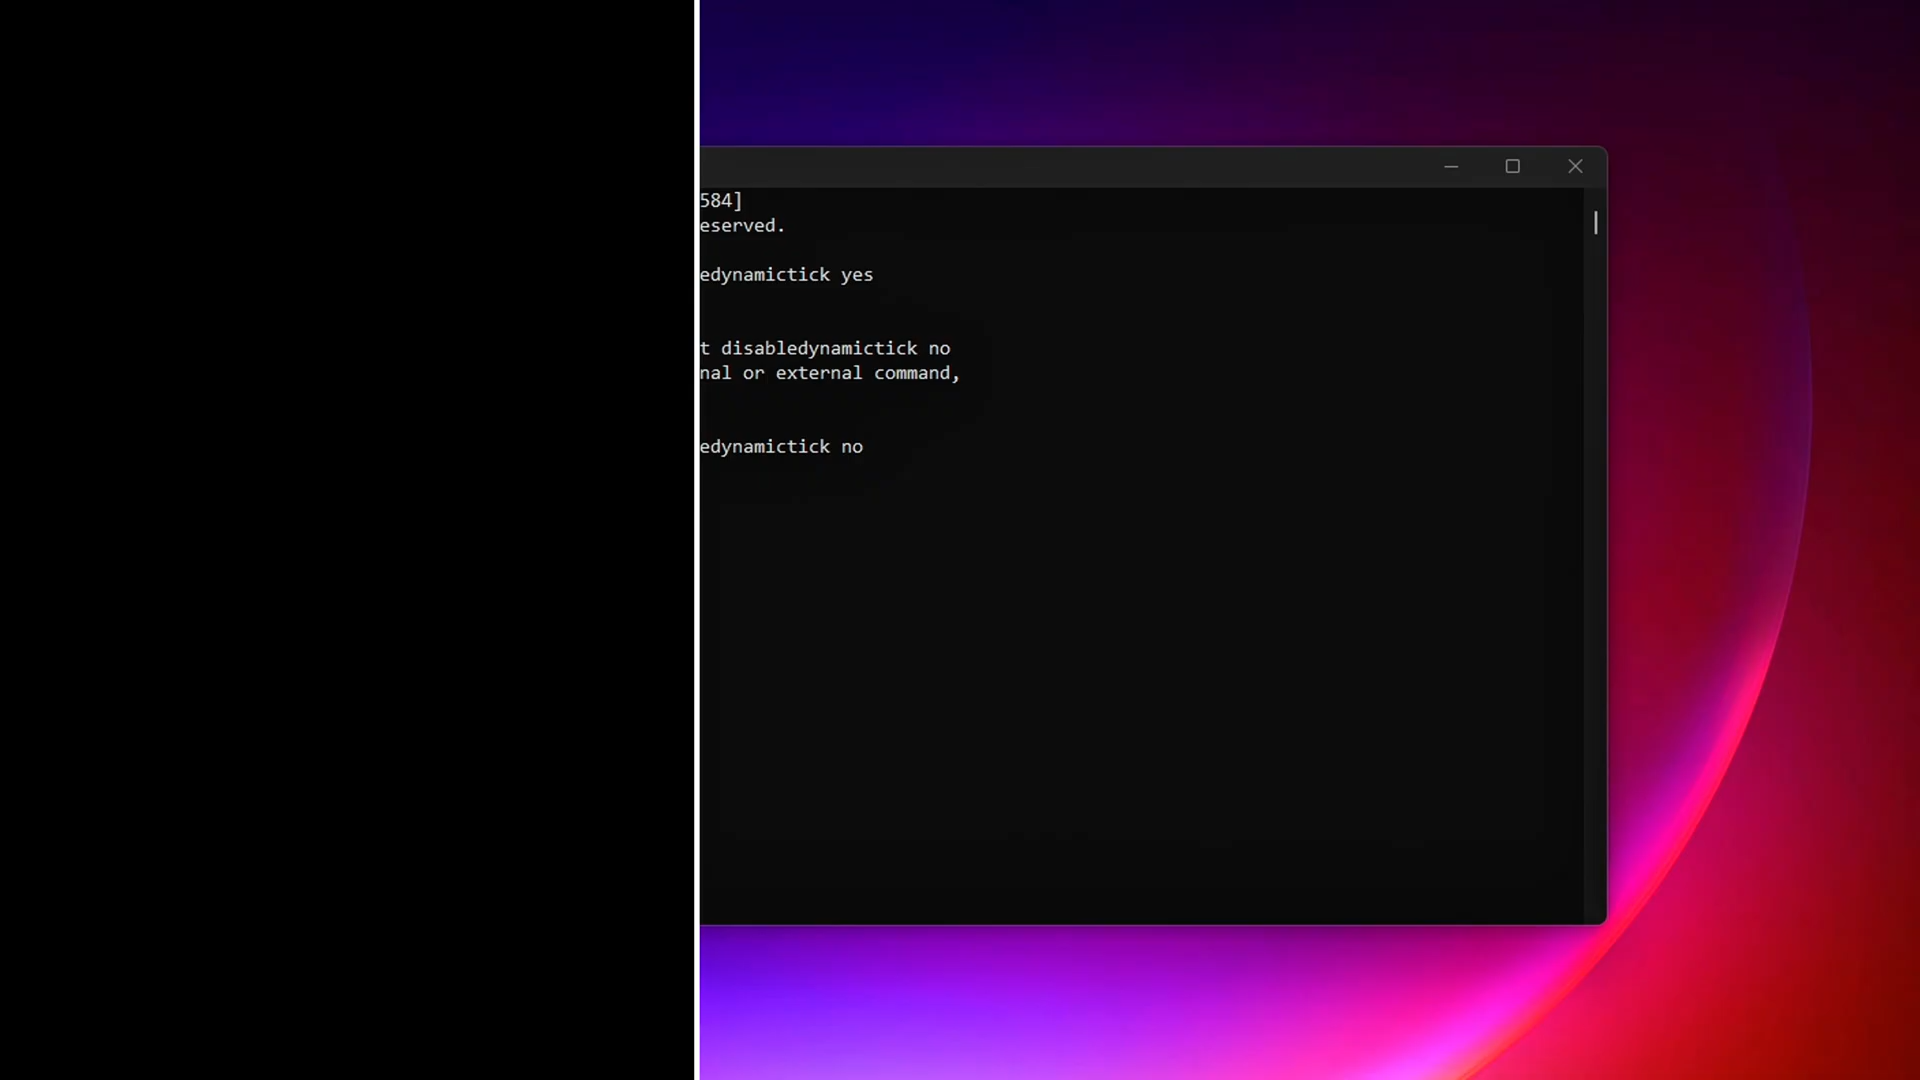 584]
eserved.
edynamictick yes
t disabledynamictick no
nal or external command,
edynamictick no